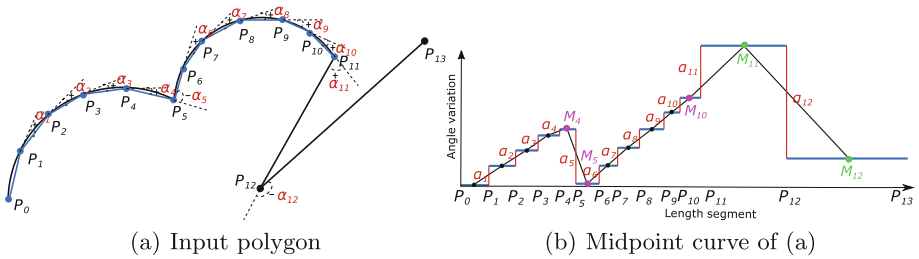 P0 P1 P2 P3 P4 P5 P6 P7 P8 P9 P10 P11 P12 P13
α1 α2 α3 α4 α5 α6 α7 α8 α9 α10 α11 α12
(a) Input polygon
Angle variation
a1 a2 a3 a4 a5 a6 a7 a8 a9 a10 a11 a12
M4 M5 M10 M11 M12
P0 P1 P2 P3 P4 P5 P6 P7 P8 P9 P10 P11 P12 P13
Length segment
(b) Midpoint curve of (a)